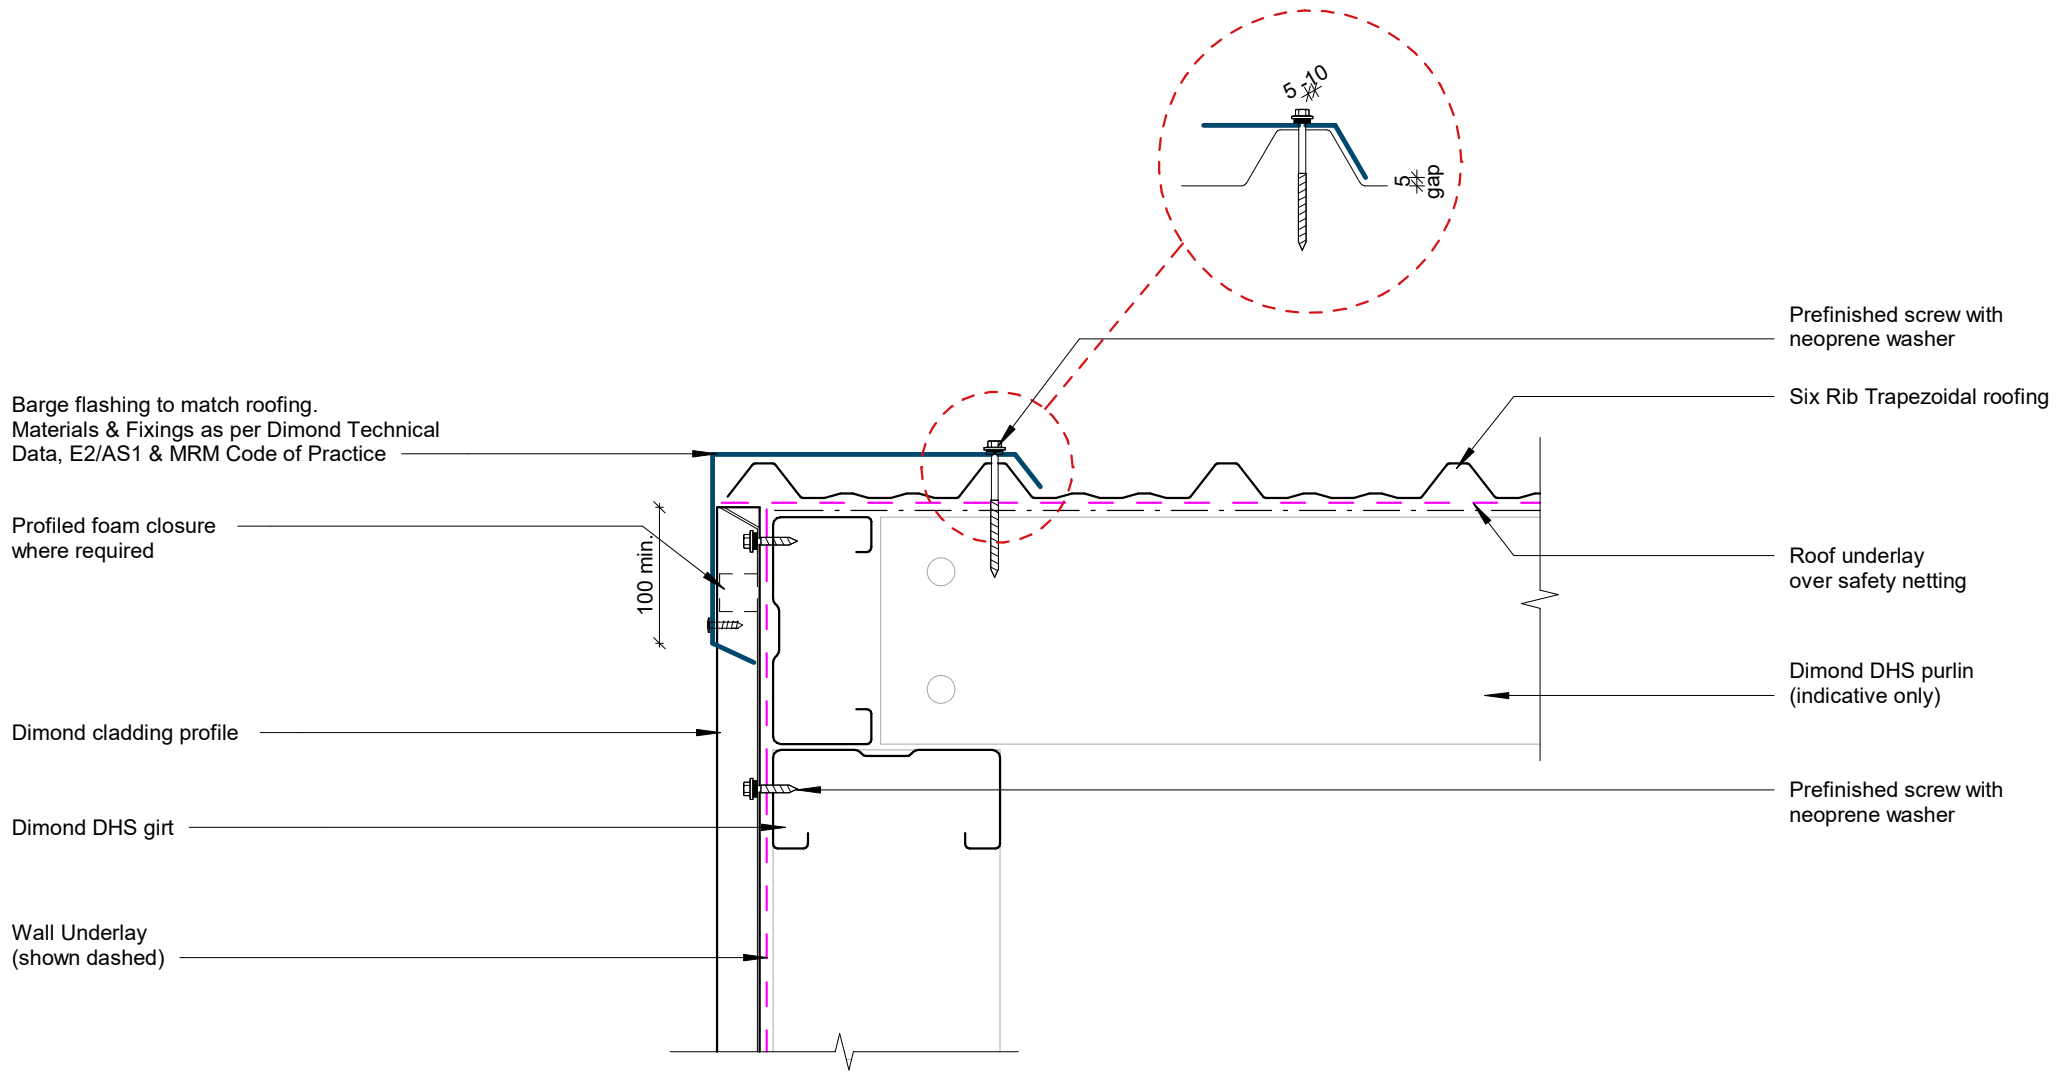 5 -10
5
gap
Prefinished screw with
neoprene washer
Six Rib Trapezoidal roofing
Barge flashing to match roofing.
Materials & Fixings as per Dimond Technical
Data, E2/AS1 & MRM Code of Practice
Profiled foam closure
where required
100 min.
Roof underlay
over safety netting
Dimond DHS purlin
(indicative only)
Dimond cladding profile
Prefinished screw with
neoprene washer
Dimond DHS girt
Wall Underlay
(shown dashed)